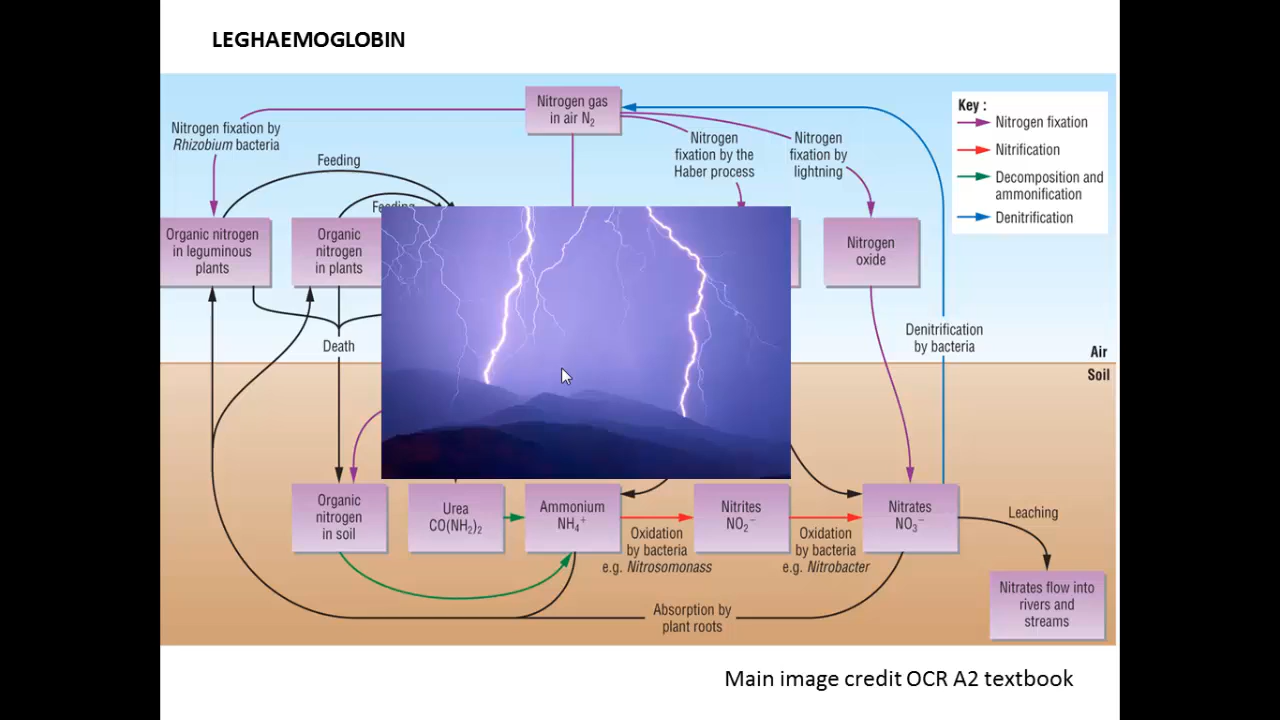 LEGHAEMOGLOBIN
Nitrogen gas
in air N₂
Key :
Nitrogen fixation
Nitrification
Decomposition and
ammonification
Denitrification
Nitrogen fixation by
Rhizobium bacteria
Feeding
Nitrogen
fixation by the
Haber process
Nitrogen
fixation by
lightning
Organic nitrogen
in leguminous
plants
Organic
nitrogen
in plants
Nitrogen
oxide
Death
Denitrification
by bacteria
Air
Soil
Organic
nitrogen
in soil
Urea
CO(NH₂)₂
Ammonium
NH₄⁺
Nitrites
NO₂⁻
Nitrates
NO₃⁻
Leaching
Oxidation
by bacteria
e.g. Nitrosomonass
Oxidation
by bacteria
e.g. Nitrobacter
Absorption by
plant roots
Nitrates flow into
rivers and
streams
Main image credit OCR A2 textbook